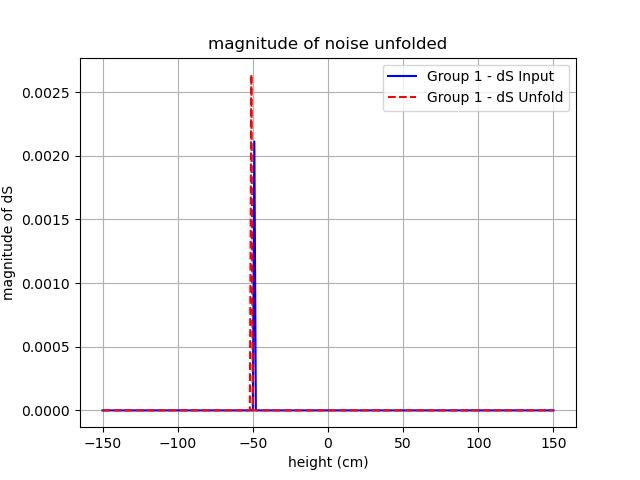 magnitude of noise unfolded
Group 1 - dS Input
Group 1 - dS Unfold
magnitude of dS
0.0025
0.0020
0.0015
0.0010
0.0005
0.0000
−150
−100
−50
0
50
100
150
height (cm)